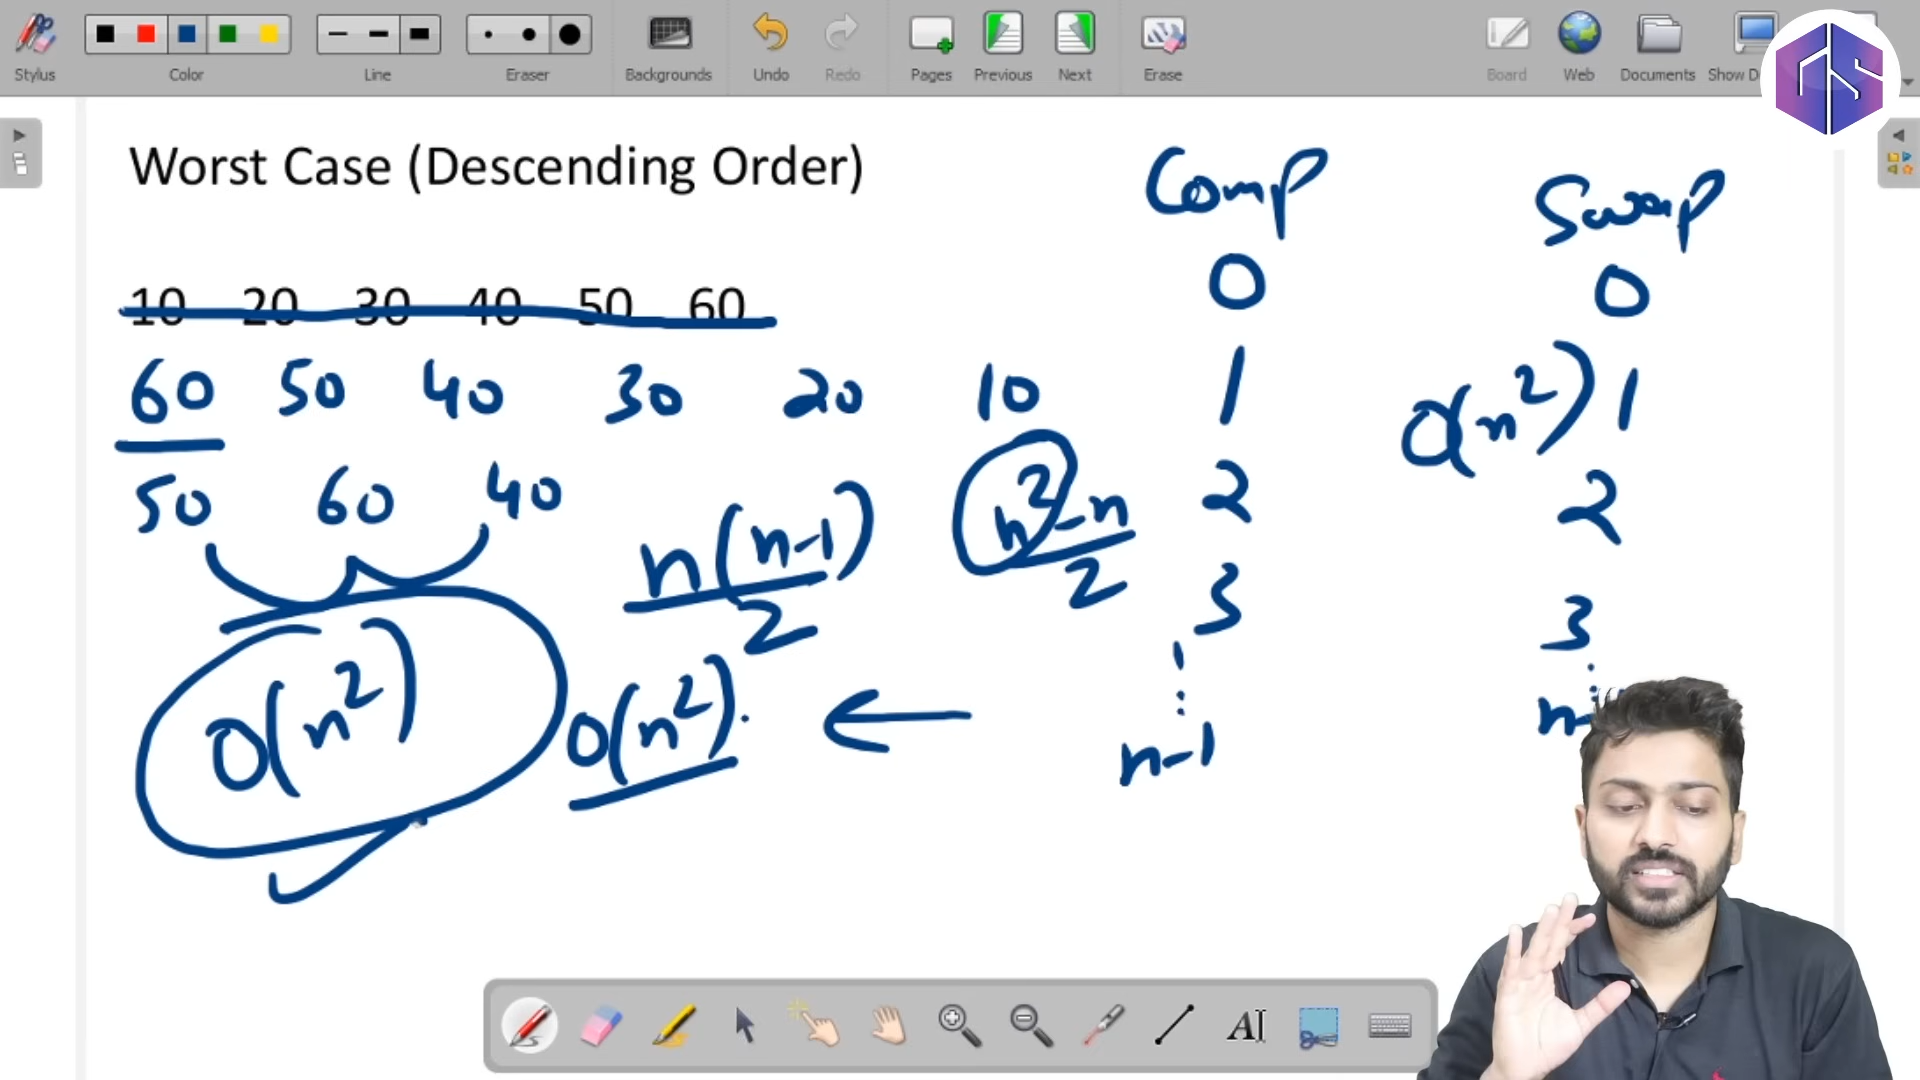 Stylus Color Line Eraser Backgrounds Undo Redo Pages Previous Next Erase Board Web Documents Show D
Worst Case (Descending Order)
10 20 30 40 50 60
60 50 40 30 20 10
50 60 40
n(n-1)
2
n²-n
2
O(n²)
O(n²).
Comp
0
1
2
3
n-1
Swap
0
O(n²) 1
2
3